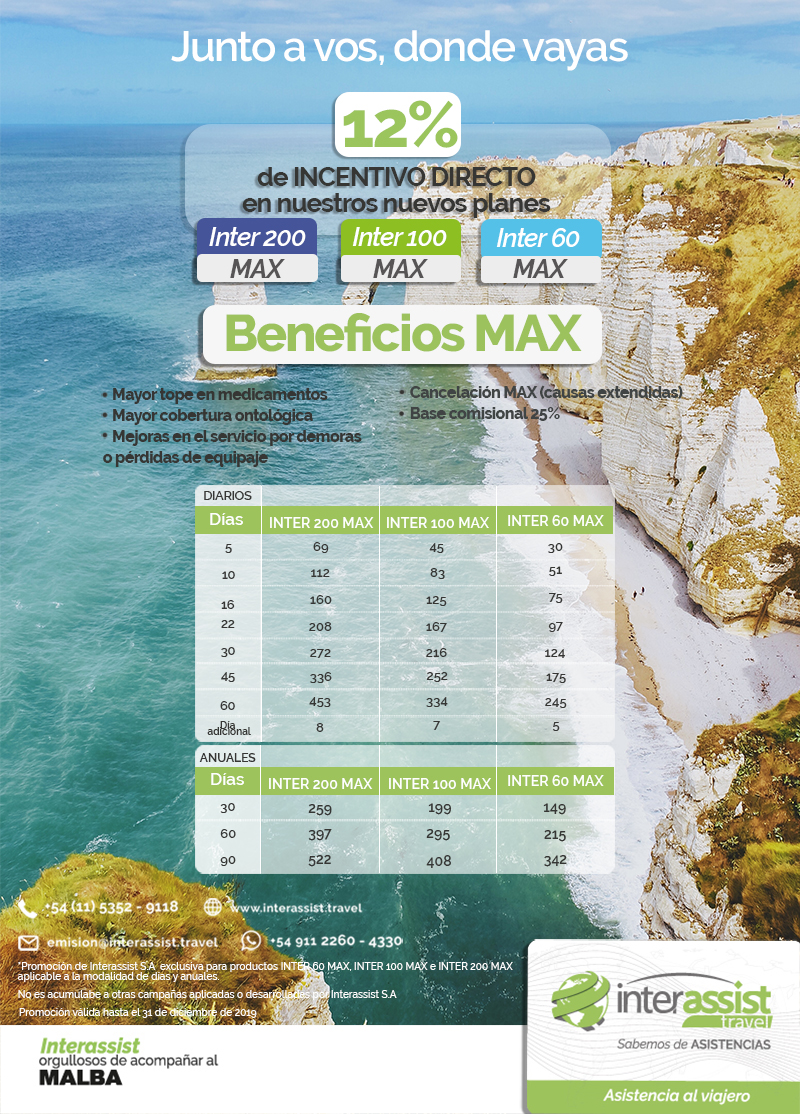 Junto a vos, donde vayas
12%
de INCENTIVO DIRECTO
en nuestros nuevos planes
Inter 200 Inter 100 Inter 60
MAX MAX MAX
Beneficios MAX
• Mayor tope en medicamentos
• Mayor cobertura ontológica
• Mejoras en el servicio por demoras
o pérdidas de equipaje
• Cancelación MAX (causas extendidas)
• Base comisional 25%
DIARIOS
Días INTER 200 MAX INTER 100 MAX INTER 60 MAX
5 69 45 30
10 112 83 51
16 160 125 75
22 208 167 97
30 272 216 124
45 336 252 175
60 453 334 245
Dia
adicional 8 7 5
ANUALES
Días INTER 200 MAX INTER 100 MAX INTER 60 MAX
30 259 199 149
60 397 295 215
90 522 408 342
+54 (11) 5352 - 9118 www.interassist.travel
emision@interassist.travel +54 911 2260 - 4330
*Promoción de Interassist S.A exclusiva para productos INTER 60 MAX, INTER 100 MAX e INTER 200 MAX
aplicable a la modalidad de días y anuales.
No es acumulabe a otras campañas aplicadas o desarrolladas por Interassist S.A
Promoción válida hasta el 31 de diciembre de 2019
Interassist
orgullosos de acompañar al
MALBA
interassist
travel
Sabemos de ASISTENCIAS
Asistencia al viajero